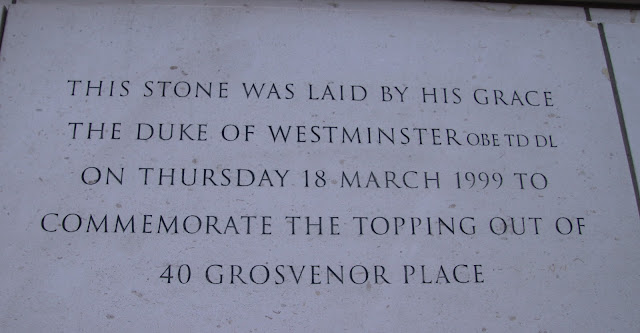 THIS STONE WAS LAID BY HIS GRACE
THE DUKE OF WESTMINSTER OBE TD DL
ON THURSDAY 18 MARCH 1999 TO
COMMEMORATE THE TOPPING OUT OF
40 GROSVENOR PLACE